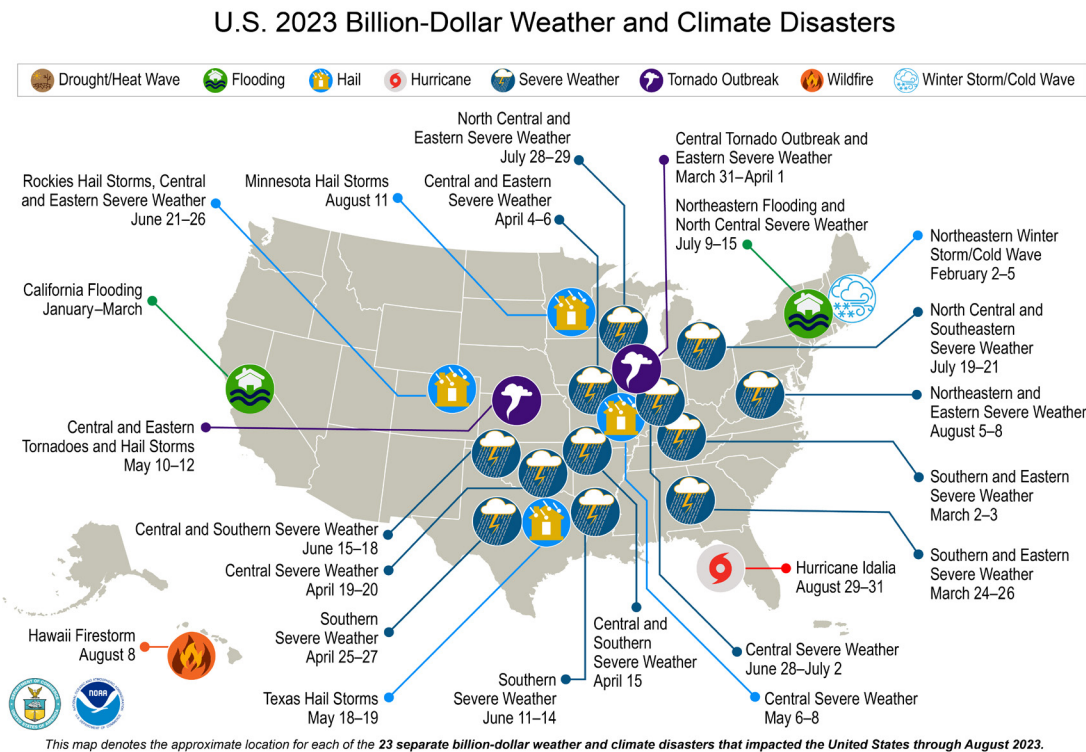 U.S. 2023 Billion-Dollar Weather and Climate Disasters
Drought/Heat Wave
Flooding
Hail
Hurricane
Severe Weather
Tornado Outbreak
Wildfire
Winter Storm/Cold Wave
North Central and
Eastern Severe Weather
July 28–29
Central Tornado Outbreak and
Eastern Severe Weather
March 31–April 1
Rockies Hail Storms, Central
and Eastern Severe Weather
June 21–26
Minnesota Hail Storms
August 11
Central and Eastern
Severe Weather
April 4–6
Northeastern Flooding and
North Central Severe Weather
July 9–15
Northeastern Winter
Storm/Cold Wave
February 2–5
California Flooding
January–March
North Central and
Southeastern
Severe Weather
July 19–21
Northeastern and
Eastern Severe Weather
August 5–8
Central and Eastern
Tornadoes and Hail Storms
May 10–12
Southern and Eastern
Severe Weather
March 2–3
Central and Southern Severe Weather
June 15–18
Central Severe Weather
April 19–20
Southern and Eastern
Severe Weather
March 24–26
Hurricane Idalia
August 29–31
Southern
Severe Weather
April 25–27
Hawaii Firestorm
August 8
Central and
Southern
Severe Weather
April 15
Central Severe Weather
June 28–July 2
Texas Hail Storms
May 18–19
Southern
Severe Weather
June 11–14
Central Severe Weather
May 6–8
NOAA
This map denotes the approximate location for each of the 23 separate billion-dollar weather and climate disasters that impacted the United States through August 2023.